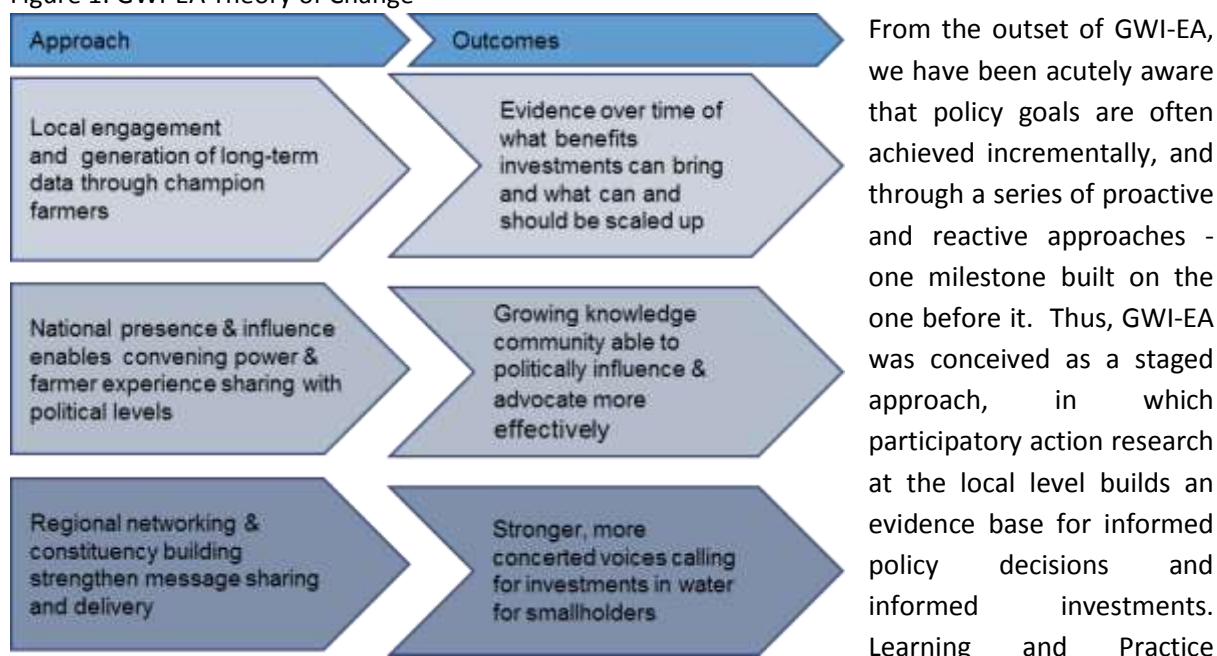 Figure 1: GWI-EA Theory of Change
Approach
Outcomes
Local engagement
and generation of long-term
data through champion
farmers
Evidence over time of
what benefits
investments can bring
and what can and
should be scaled up
National presence & influence
enables convening power &
farmer experience sharing with
political levels
Growing knowledge
community able to
politically influence &
advocate more
effectively
Regional networking &
constituency building
strengthen message sharing
and delivery
Stronger, more
concerted voices calling
for investments in water
for smallholders
From the outset of GWI-EA,
we have been acutely aware
that policy goals are often
achieved incrementally, and
through a series of proactive
and reactive approaches -
one milestone built on the
one before it. Thus, GWI-EA
was conceived as a staged
approach, in which
participatory action research
at the local level builds an
evidence base for informed
policy decisions and
informed investments.
Learning and Practice